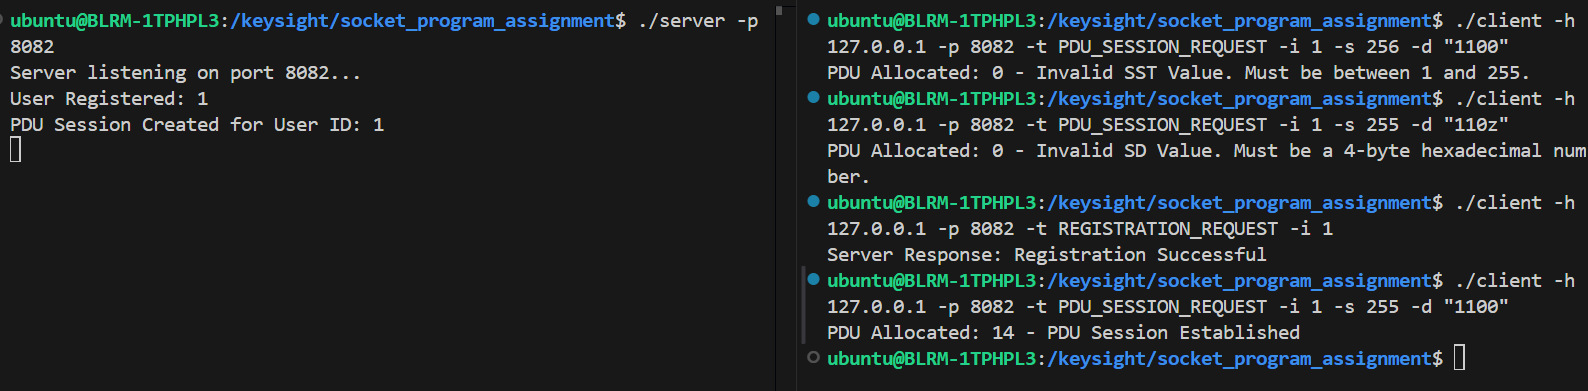 ubuntu@BLRM-1TPHPL3:/keysight/socket_program_assignment$ ./server -p
8082
Server listening on port 8082...
User Registered: 1
PDU Session Created for User ID: 1
ubuntu@BLRM-1TPHPL3:/keysight/socket_program_assignment$ ./client -h
127.0.0.1 -p 8082 -t PDU_SESSION_REQUEST -i 1 -s 256 -d "1100"
PDU Allocated: 0 - Invalid SST Value. Must be between 1 and 255.
ubuntu@BLRM-1TPHPL3:/keysight/socket_program_assignment$ ./client -h
127.0.0.1 -p 8082 -t PDU_SESSION_REQUEST -i 1 -s 255 -d "110z"
PDU Allocated: 0 - Invalid SD Value. Must be a 4-byte hexadecimal num
ber.
ubuntu@BLRM-1TPHPL3:/keysight/socket_program_assignment$ ./client -h
127.0.0.1 -p 8082 -t REGISTRATION_REQUEST -i 1
Server Response: Registration Successful
ubuntu@BLRM-1TPHPL3:/keysight/socket_program_assignment$ ./client -h
127.0.0.1 -p 8082 -t PDU_SESSION_REQUEST -i 1 -s 255 -d "1100"
PDU Allocated: 14 - PDU Session Established
ubuntu@BLRM-1TPHPL3:/keysight/socket_program_assignment$